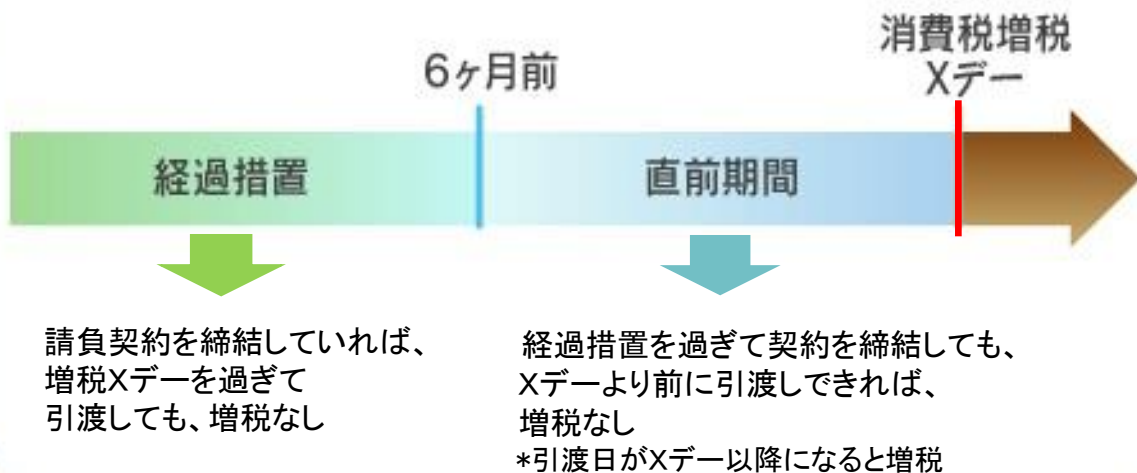 消費税増税
Xデー
6ヶ月前
経過措置
直前期間
請負契約を締結していれば、
増税Xデーを過ぎて
引渡しても、増税なし
経過措置を過ぎて契約を締結しても、
Xデーより前に引渡しできれば、
増税なし
*引渡日がXデー以降になると増税